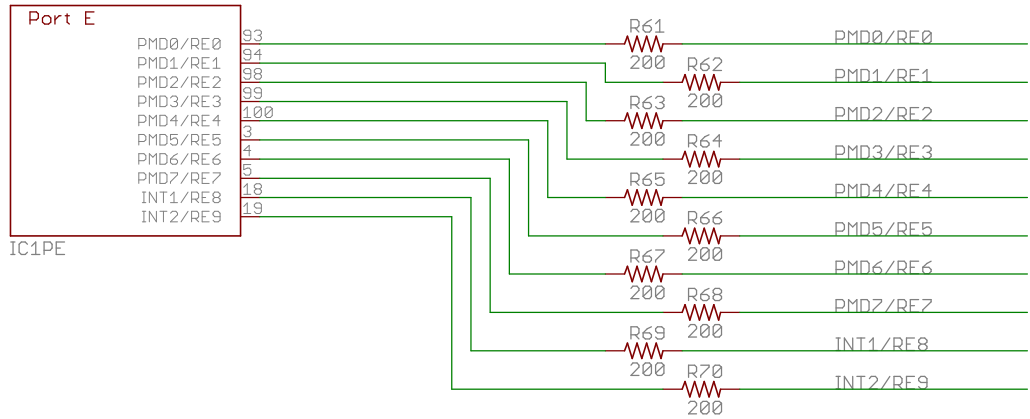 Port E
PMD0/RE0 93
PMD1/RE1 94
PMD2/RE2 98
PMD3/RE3 99
PMD4/RE4 100
PMD5/RE5 3
PMD6/RE6 4
PMD7/RE7 5
INT1/RE8 18
INT2/RE9 19
IC1PE
R61
200
PMD0/RE0
R62
200
PMD1/RE1
R63
200
PMD2/RE2
R64
200
PMD3/RE3
R65
200
PMD4/RE4
R66
200
PMD5/RE5
R67
200
PMD6/RE6
R68
200
PMD7/RE7
R69
200
INT1/RE8
R70
200
INT2/RE9